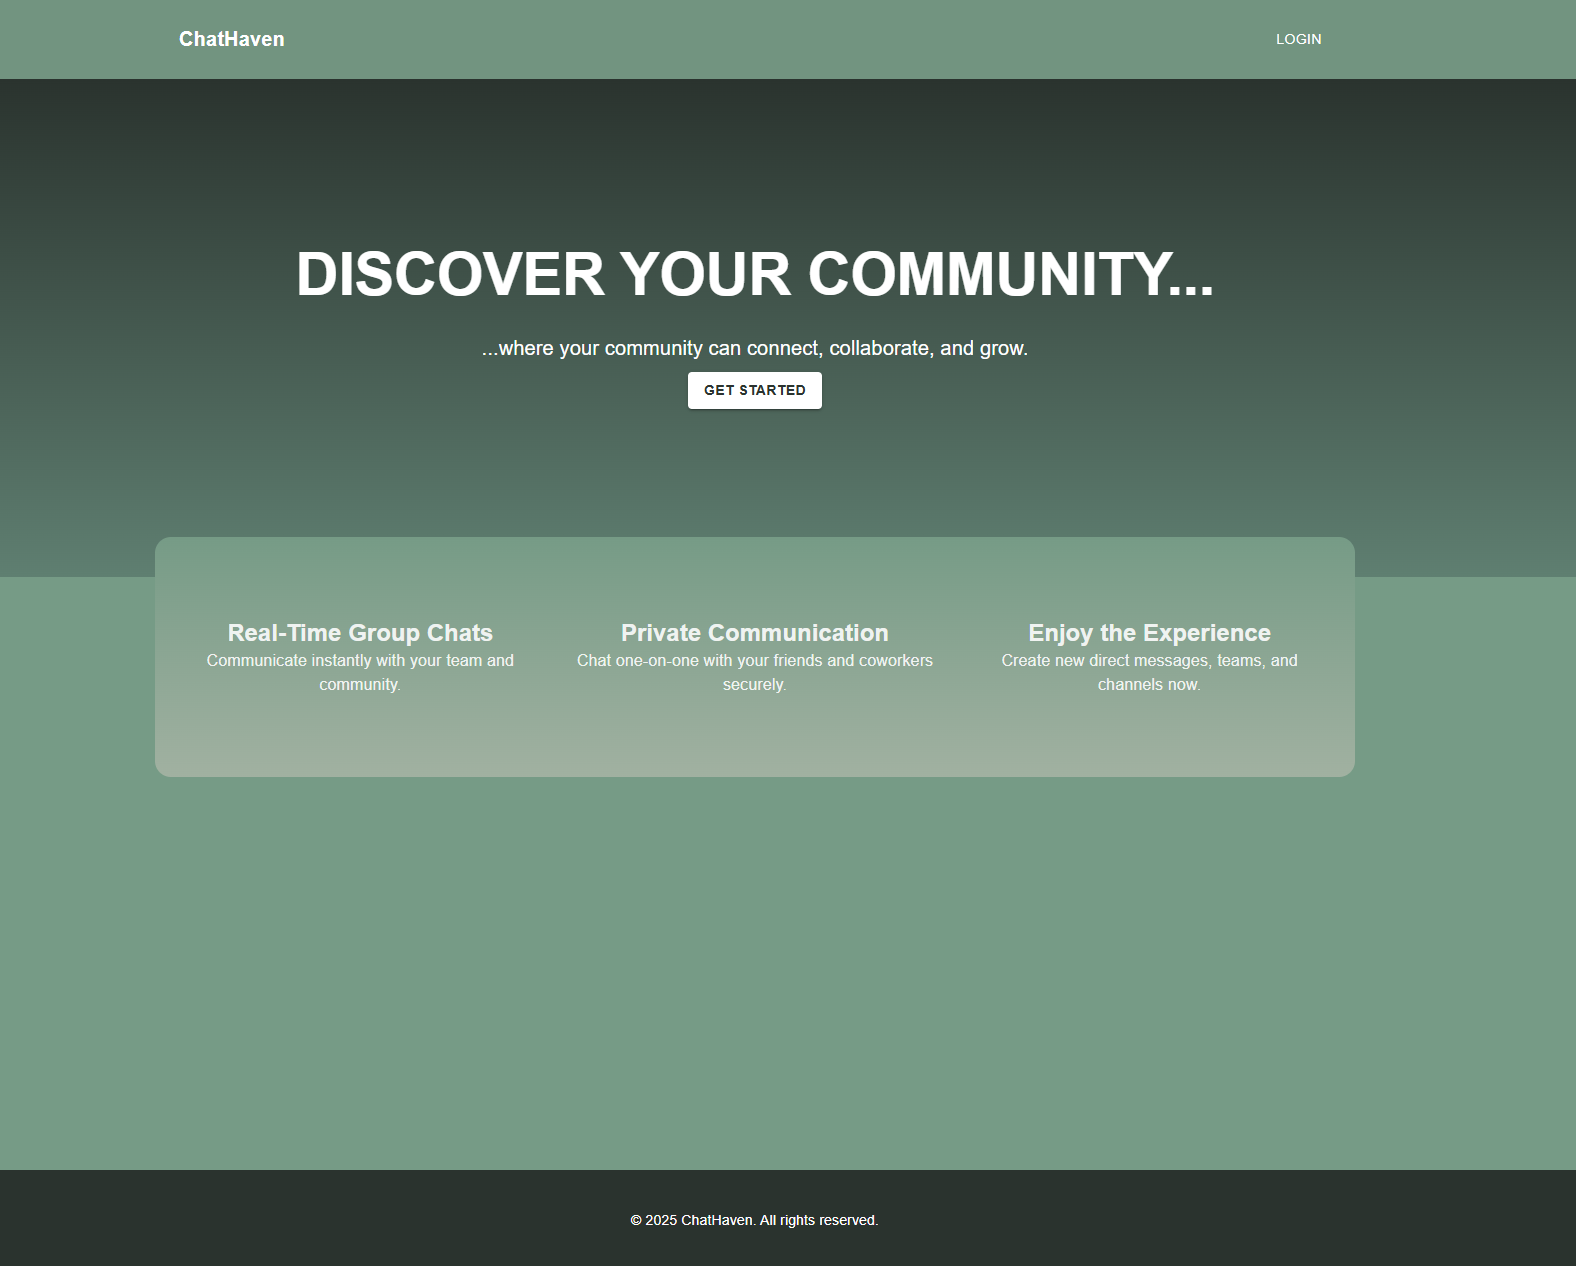 ChatHaven
LOGIN
DISCOVER YOUR COMMUNITY...
...where your community can connect, collaborate, and grow.
GET STARTED
Real-Time Group Chats
Communicate instantly with your team and
community.
Private Communication
Chat one-on-one with your friends and coworkers
securely.
Enjoy the Experience
Create new direct messages, teams, and
channels now.
© 2025 ChatHaven. All rights reserved.